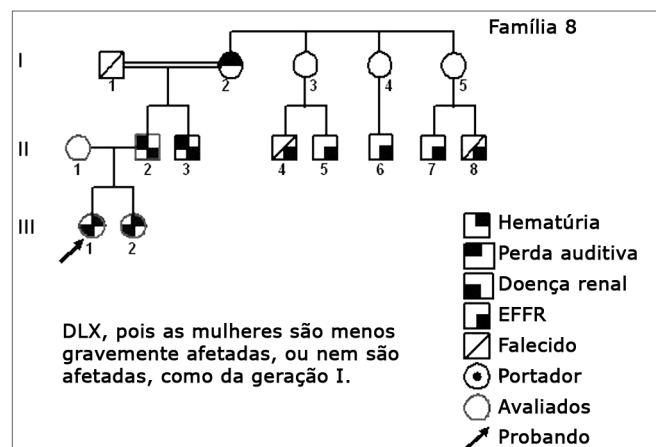 Família 8
I
1
2
3
4
5
II
1
2
3
4
5
6
7
8
III
1
2
Hematúria
Perda auditiva
Doença renal
EFFR
Falecido
Portador
Avaliados
Probando
DLX, pois as mulheres são menos
gravemente afetadas, ou nem são
afetadas, como da geração I.